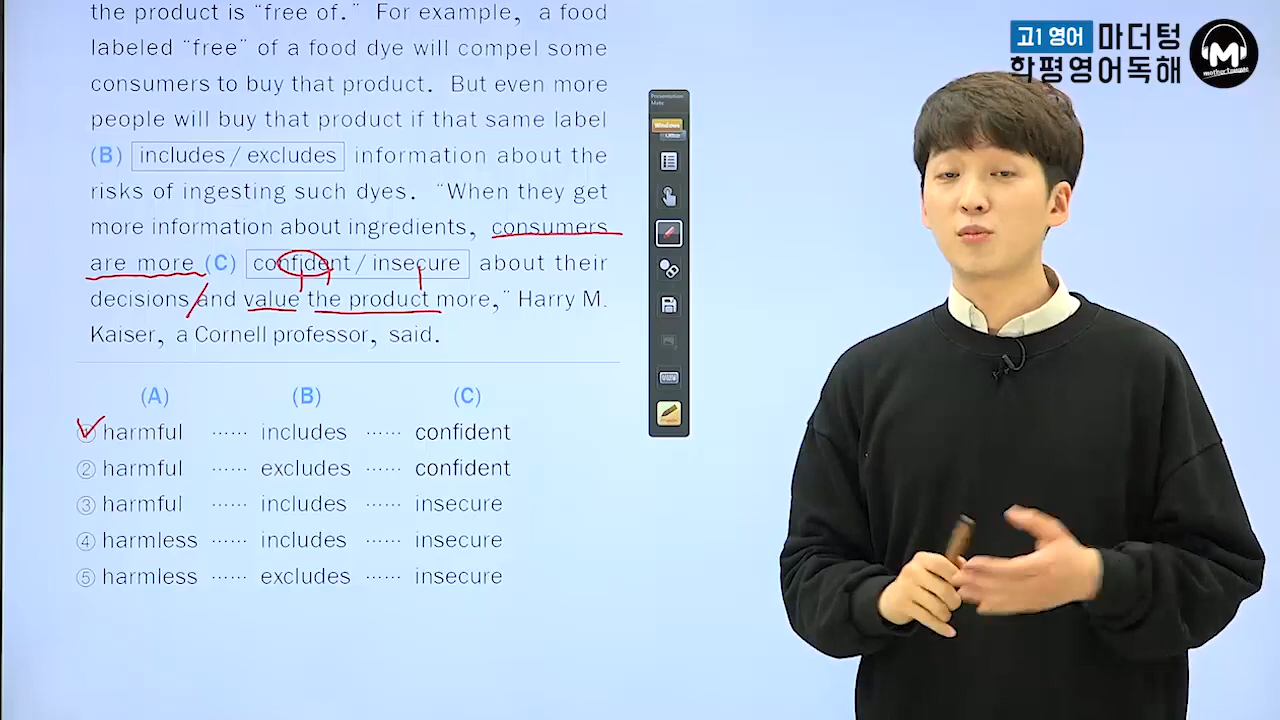 the product is “free of.” For example, a food
labeled “free” of a food dye will compel some
consumers to buy that product. But even more
people will buy that product if that same label
(B) includes / excludes information about the
risks of ingesting such dyes. “When they get
more information about ingredients, consumers
are more (C) confident / insecure about their
decisions and value the product more,” Harry M.
Kaiser, a Cornell professor, said.
(A) (B) (C)
① harmful ······ includes ······ confident
② harmful ······ excludes ······ confident
③ harmful ······ includes ······ insecure
④ harmless ······ includes ······ insecure
⑤ harmless ······ excludes ······ insecure
Presentation
Mate
Windows
Office
고1 영어 마더텅
학평영어독해
M
mothertongue